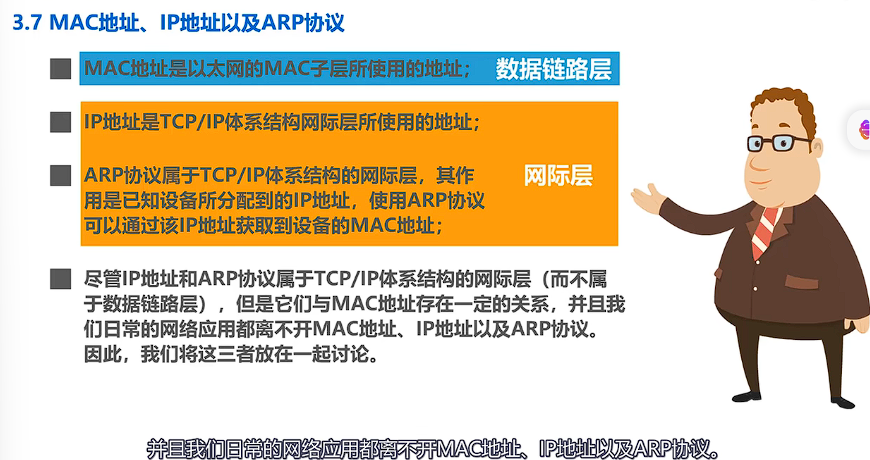 3.7 MAC地址、IP地址以及ARP协议
MAC地址是以太网的MAC子层所使用的地址； 数据链路层
IP地址是TCP/IP体系结构网际层所使用的地址；
ARP协议属于TCP/IP体系结构的网际层，其作
用是已知设备所分配到的IP地址，使用ARP协议
可以通过该IP地址获取到设备的MAC地址；
网际层
尽管IP地址和ARP协议属于TCP/IP体系结构的网际层（而不属
于数据链路层），但是它们与MAC地址存在一定的关系，并且我
们日常的网络应用都离不开MAC地址、IP地址以及ARP协议。
因此，我们将这三者放在一起讨论。
并且我们日常的网络应用都离不开MAC地址、IP地址以及ARP协议。